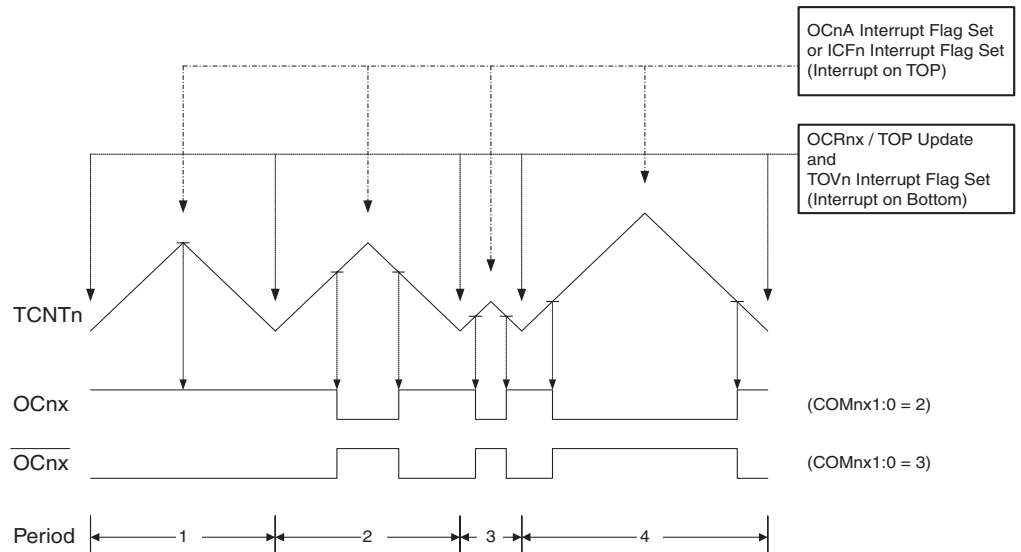 OCnA Interrupt Flag Set
or ICFn Interrupt Flag Set
(Interrupt on TOP)
OCRnx / TOP Update
and
TOVn Interrupt Flag Set
(Interrupt on Bottom)
TCNTn
OCnx
(COMnx1:0 = 2)
OCnx
(COMnx1:0 = 3)
Period
1
2
3
4